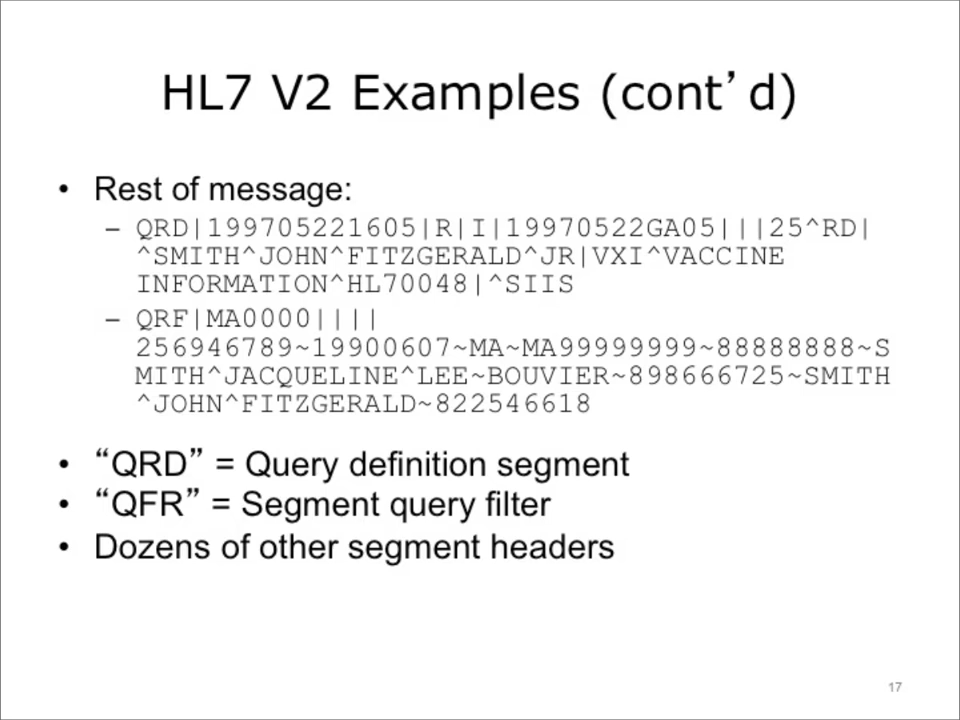 HL7 V2 Examples (cont’d)
• Rest of message:
– QRD|199705221605|R|I|19970522GA05|||25^RD|
^SMITH^JOHN^FITZGERALD^JR|VXI^VACCINE
INFORMATION^HL70048|^SIIS
– QRF|MA0000||||
256946789~19900607~MA~MA99999999~88888888~S
MITH^JACQUELINE^LEE~BOUVIER~898666725~SMITH
^JOHN^FITZGERALD~822546618
• “QRD” = Query definition segment
• “QFR” = Segment query filter
• Dozens of other segment headers
17